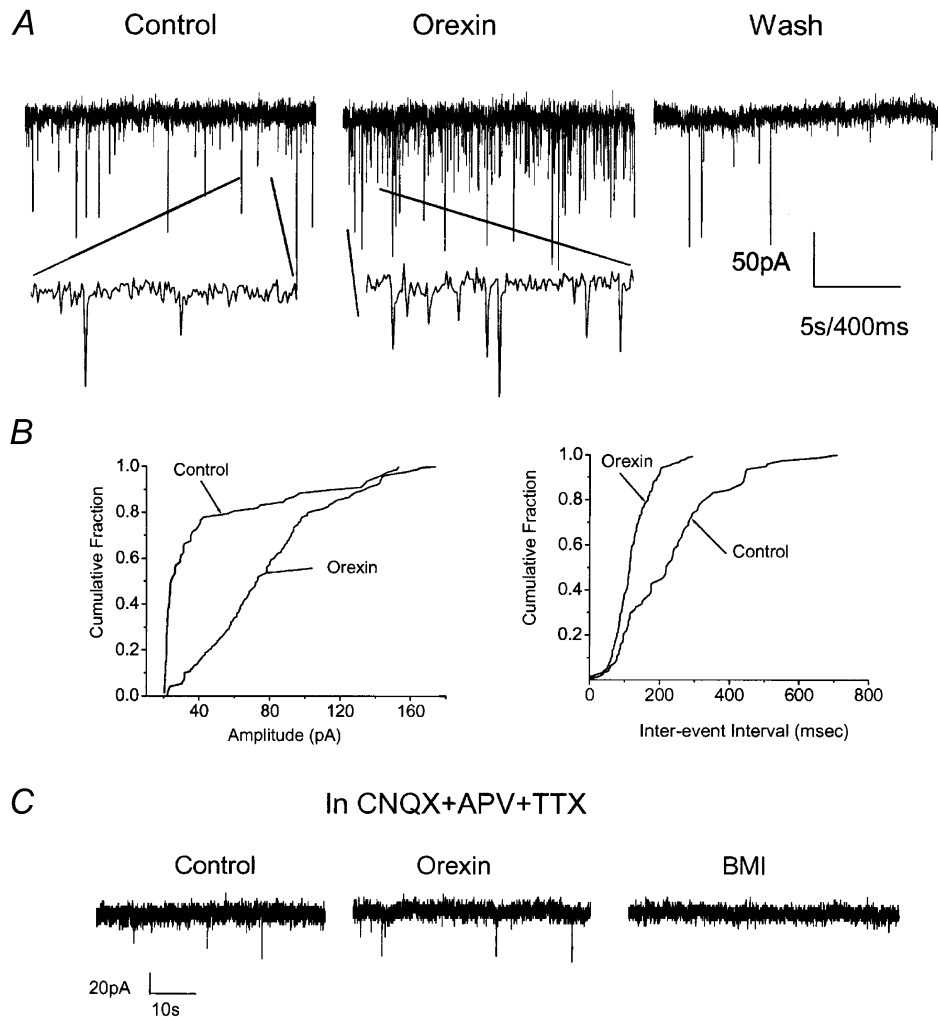 A
Control
Orexin
Wash
50pA
5s/400ms
B
1.0
0.8
0.6
0.4
0.2
0.0
Cumulative Fraction
Control
Orexin
40
80
120
160
Amplitude (pA)
1.0
0.8
0.6
0.4
0.2
Cumulative Fraction
Orexin
Control
0
200
400
600
800
Inter-event Interval (msec)
C
In CNQX+APV+TTX
Control
Orexin
BMI
20pA
10s